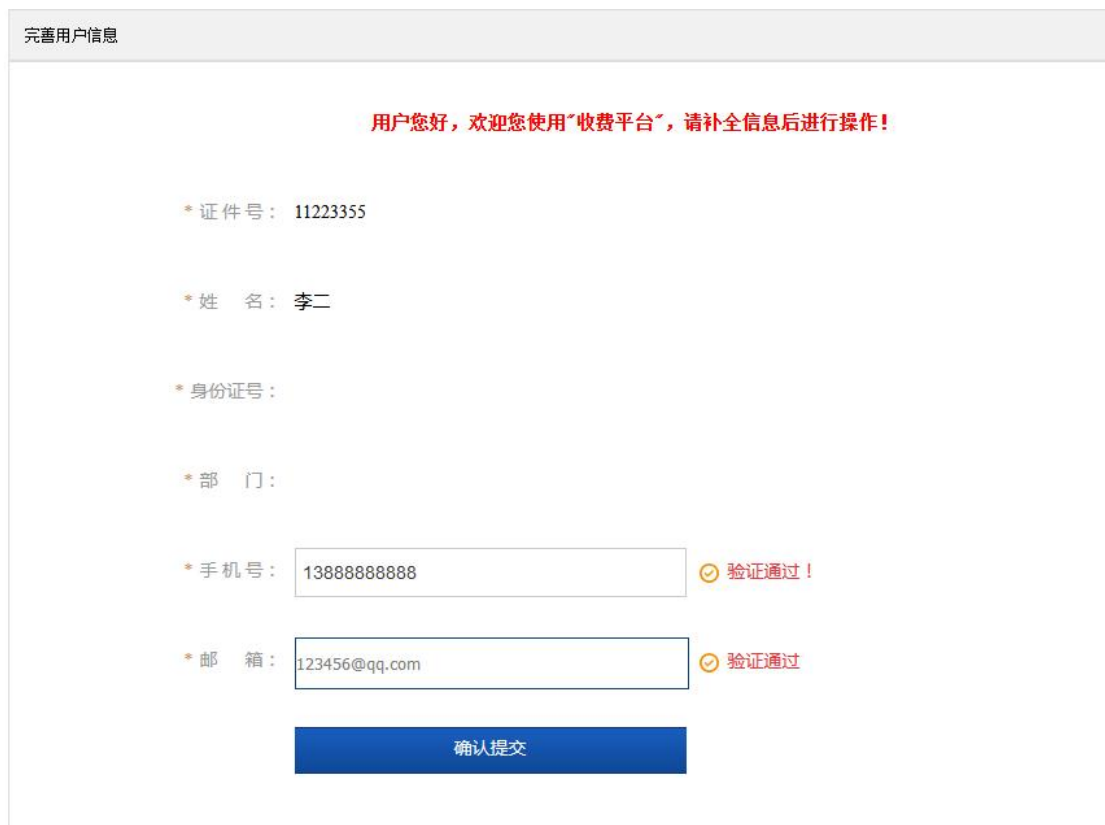 完善用户信息
用户您好，欢迎您使用"收费平台"，请补全信息后进行操作！
* 证件号： 11223355
* 姓 名： 李二
* 身份证号：
* 部 门：
* 手机号： 13888888888 验证通过！
* 邮 箱： 123456@qq.com 验证通过
确认提交